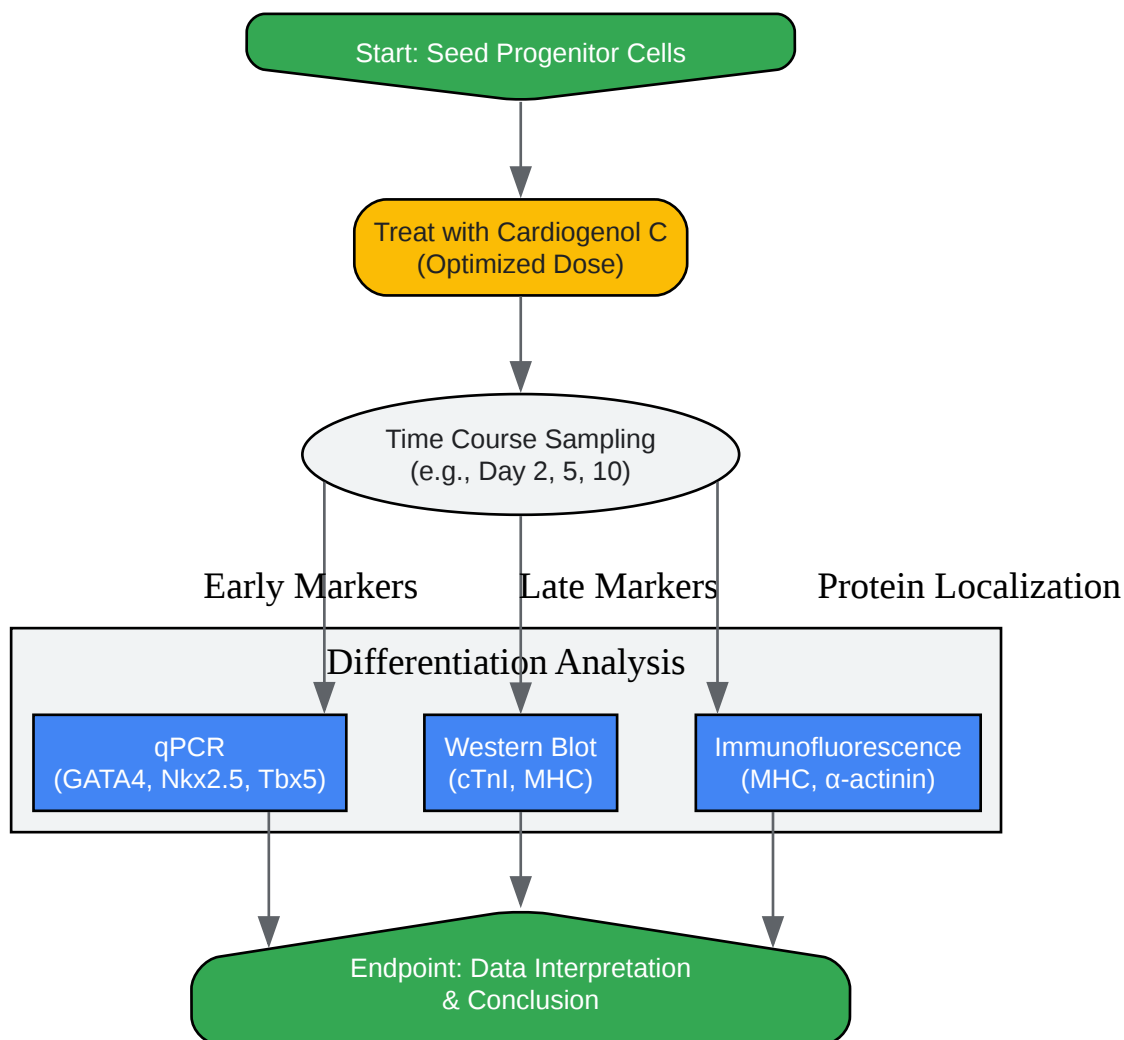 Start: Seed Progenitor Cells
Treat with Cardiogenol C
(Optimized Dose)
Time Course Sampling
(e.g., Day 2, 5, 10)
Early Markers
Late Markers
Protein Localization
Differentiation Analysis
qPCR
(GATA4, Nkx2.5, Tbx5)
Western Blot
(cTnI, MHC)
Immunofluorescence
(MHC, α-actinin)
Endpoint: Data Interpretation
& Conclusion